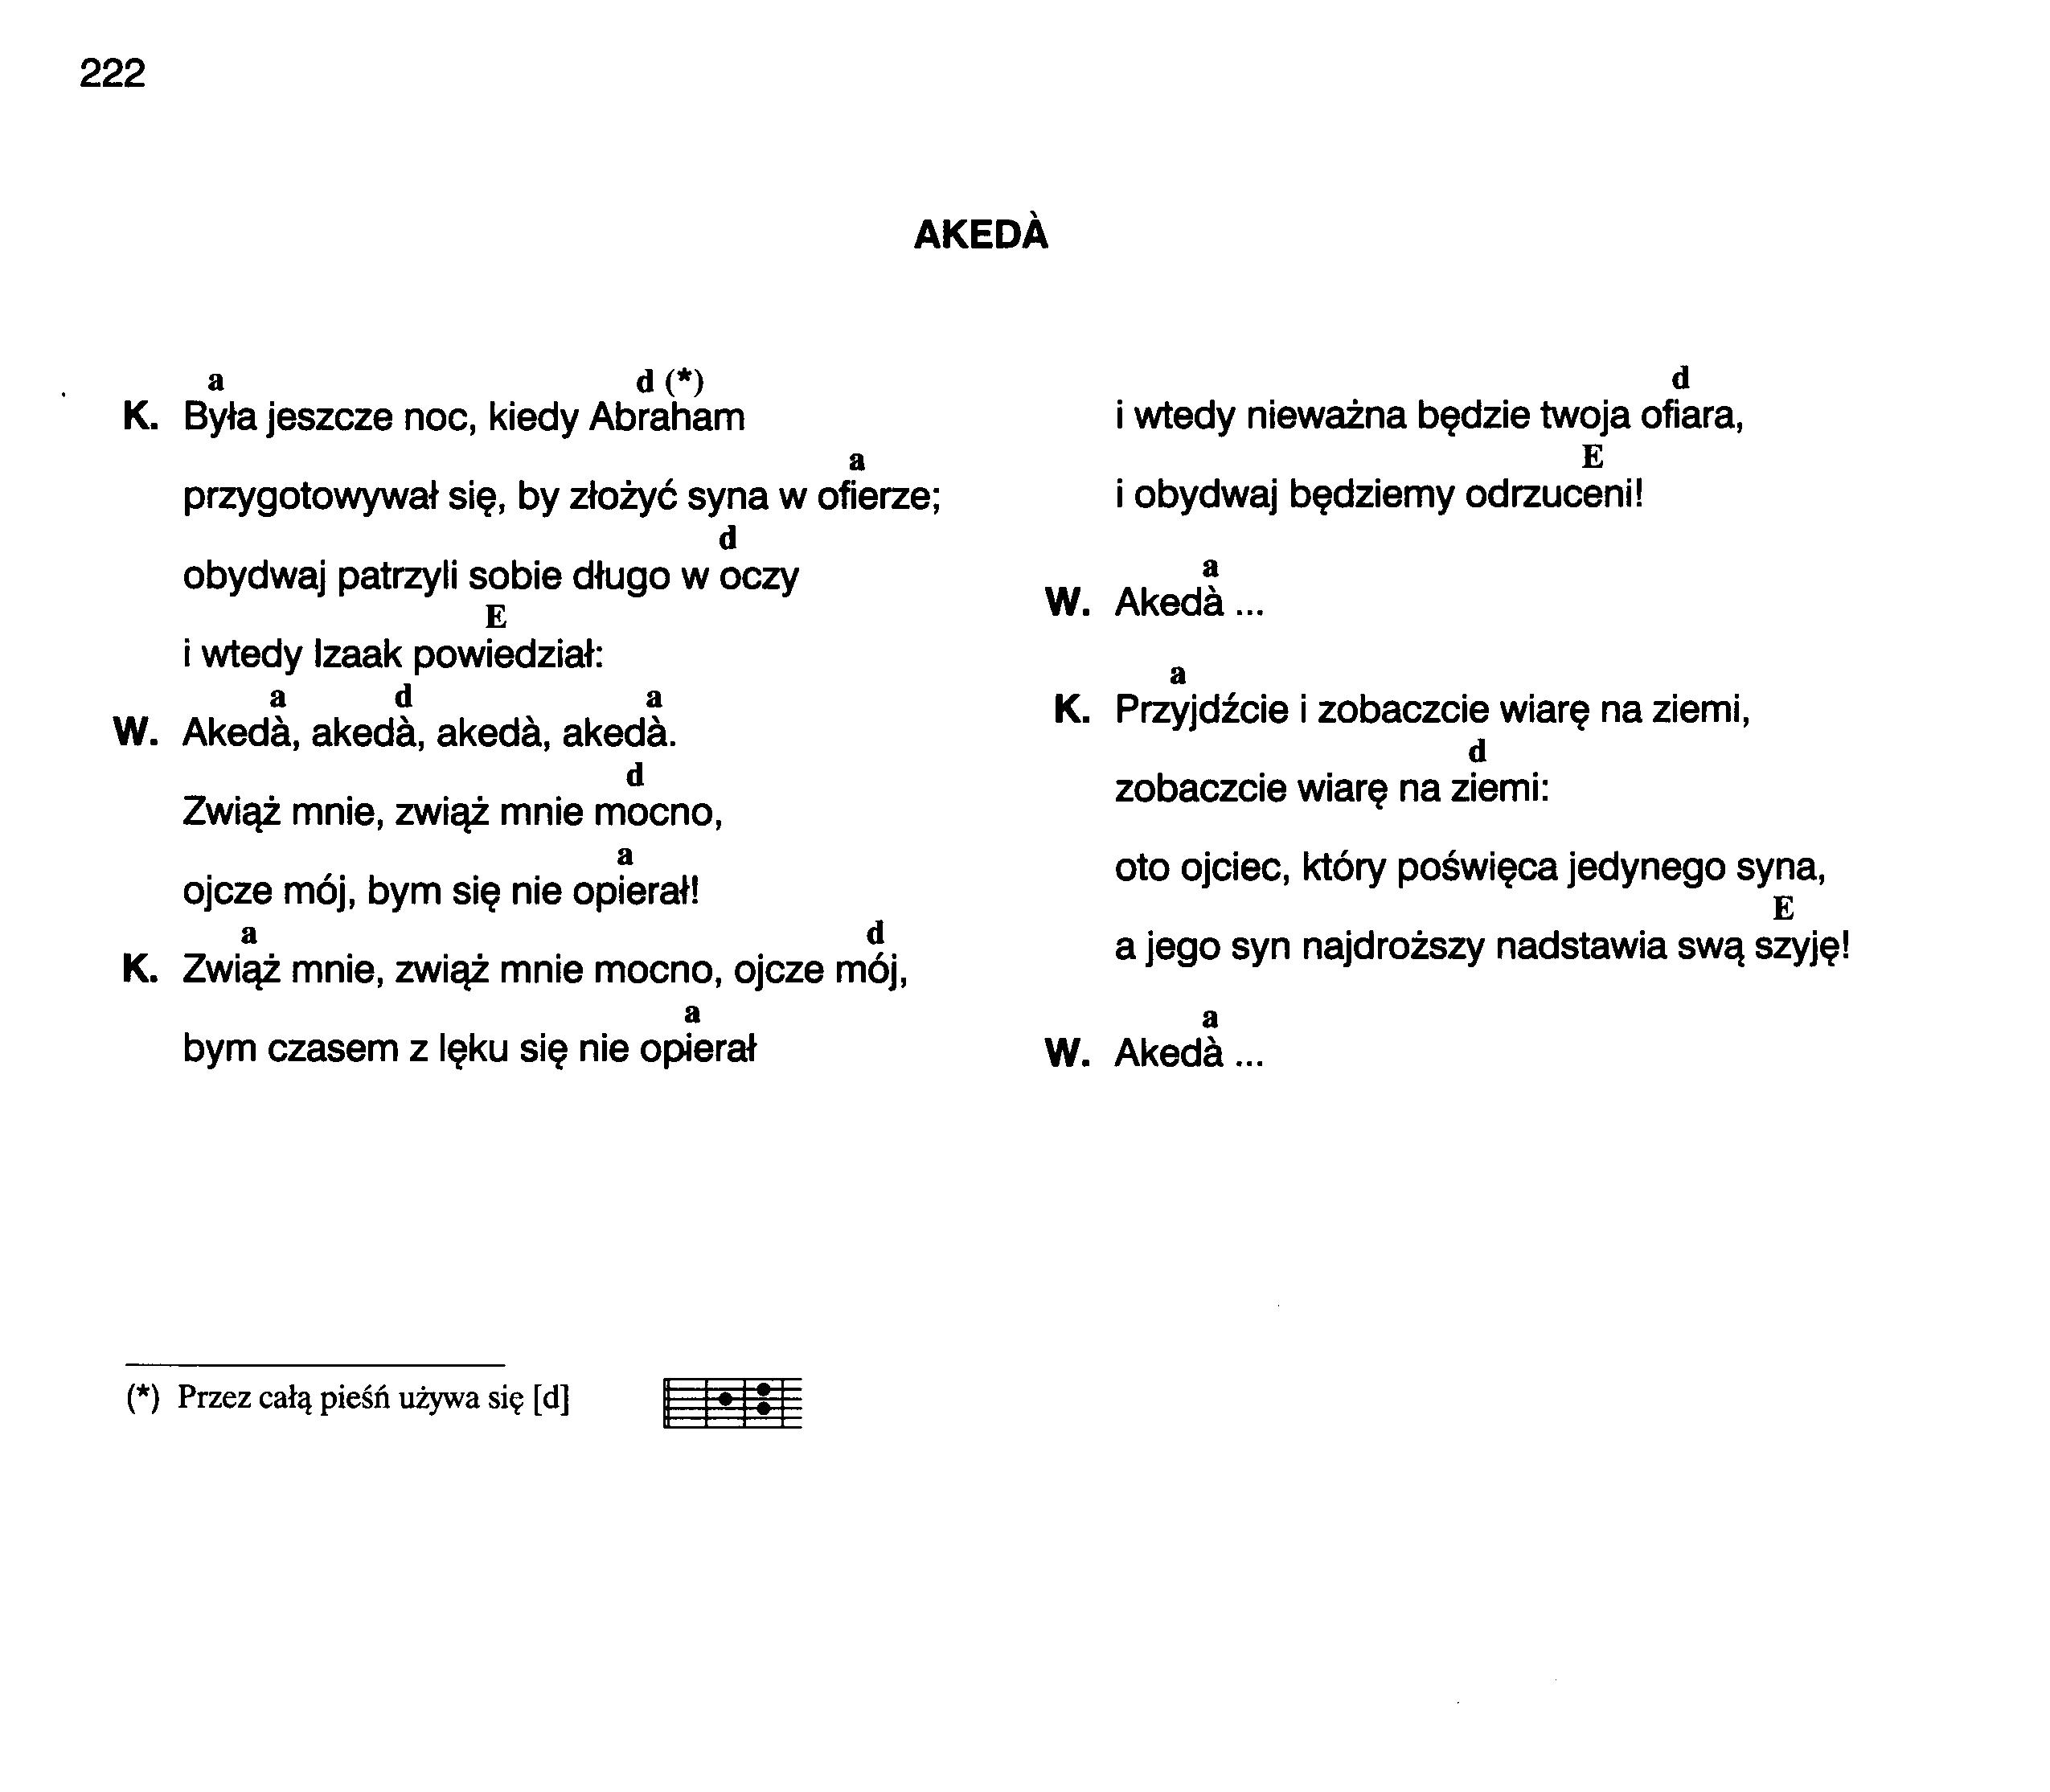 222
AKEDÀ
a d (*)
K. Była jeszcze noc, kiedy Abraham
a
przygotowywał się, by złożyć syna w ofierze;
d
obydwaj patrzyli sobie długo w oczy
E
i wtedy Izaak powiedział:
a d a
W. Akedà, akedà, akedà, akedà.
d
Zwiąż mnie, zwiąż mnie mocno,
a
ojcze mój, bym się nie opierał!
a d
K. Zwiąż mnie, zwiąż mnie mocno, ojcze mój,
a
bym czasem z lęku się nie opierał
d
i wtedy nieważna będzie twoja ofiara,
E
i obydwaj będziemy odrzuceni!
a
W. Akedà ...
a
K. Przyjdźcie i zobaczcie wiarę na ziemi,
d
zobaczcie wiarę na ziemi:
oto ojciec, który poświęca jedynego syna,
E
a jego syn najdroższy nadstawia swą szyję!
a
W. Akedà ...
(*) Przez całą pieśń używa się [d]